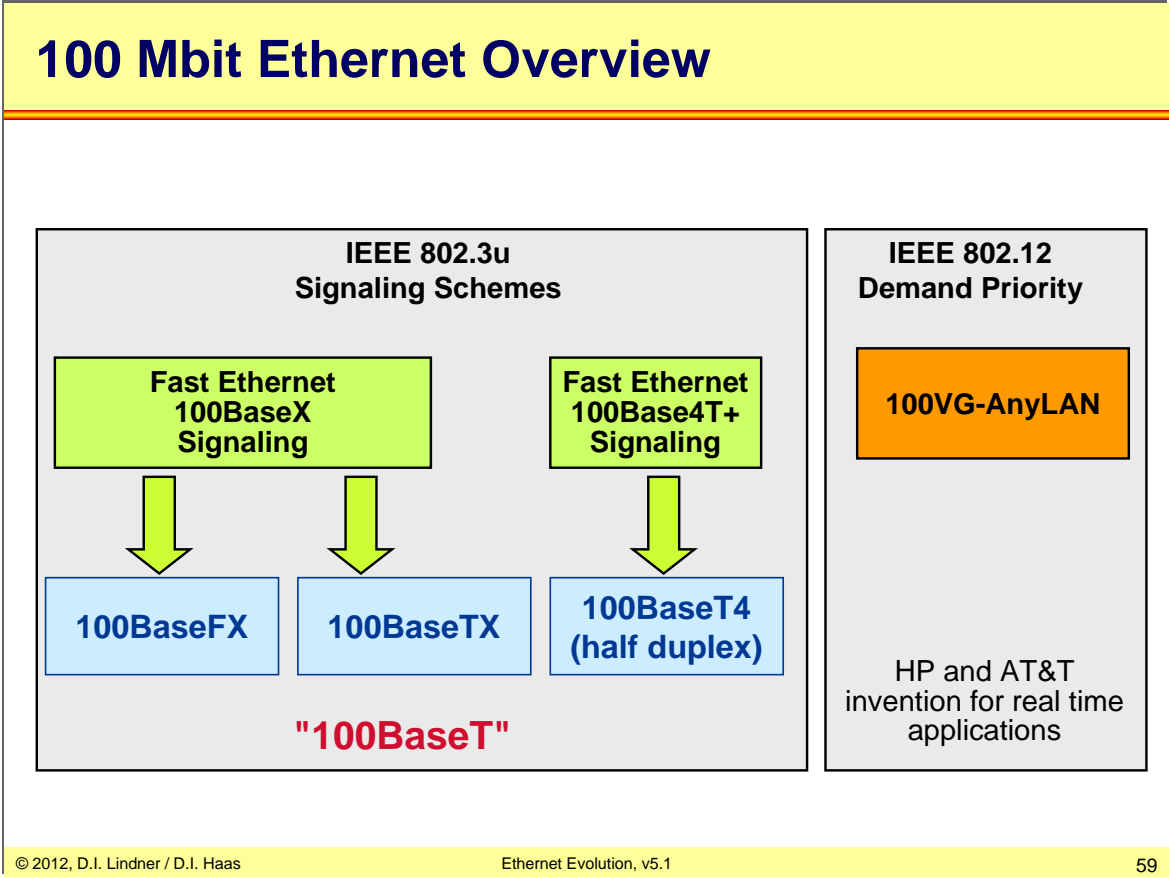 100 Mbit Ethernet Overview
IEEE 802.3u
Signaling Schemes
Fast Ethernet
100BaseX
Signaling
Fast Ethernet
100Base4T+
Signaling
100BaseFX
100BaseTX
100BaseT4
(half duplex)
"100BaseT"
IEEE 802.12
Demand Priority
100VG-AnyLAN
HP and AT&T
invention for real time
applications
© 2012, D.I. Lindner / D.I. Haas
Ethernet Evolution, v5.1
59